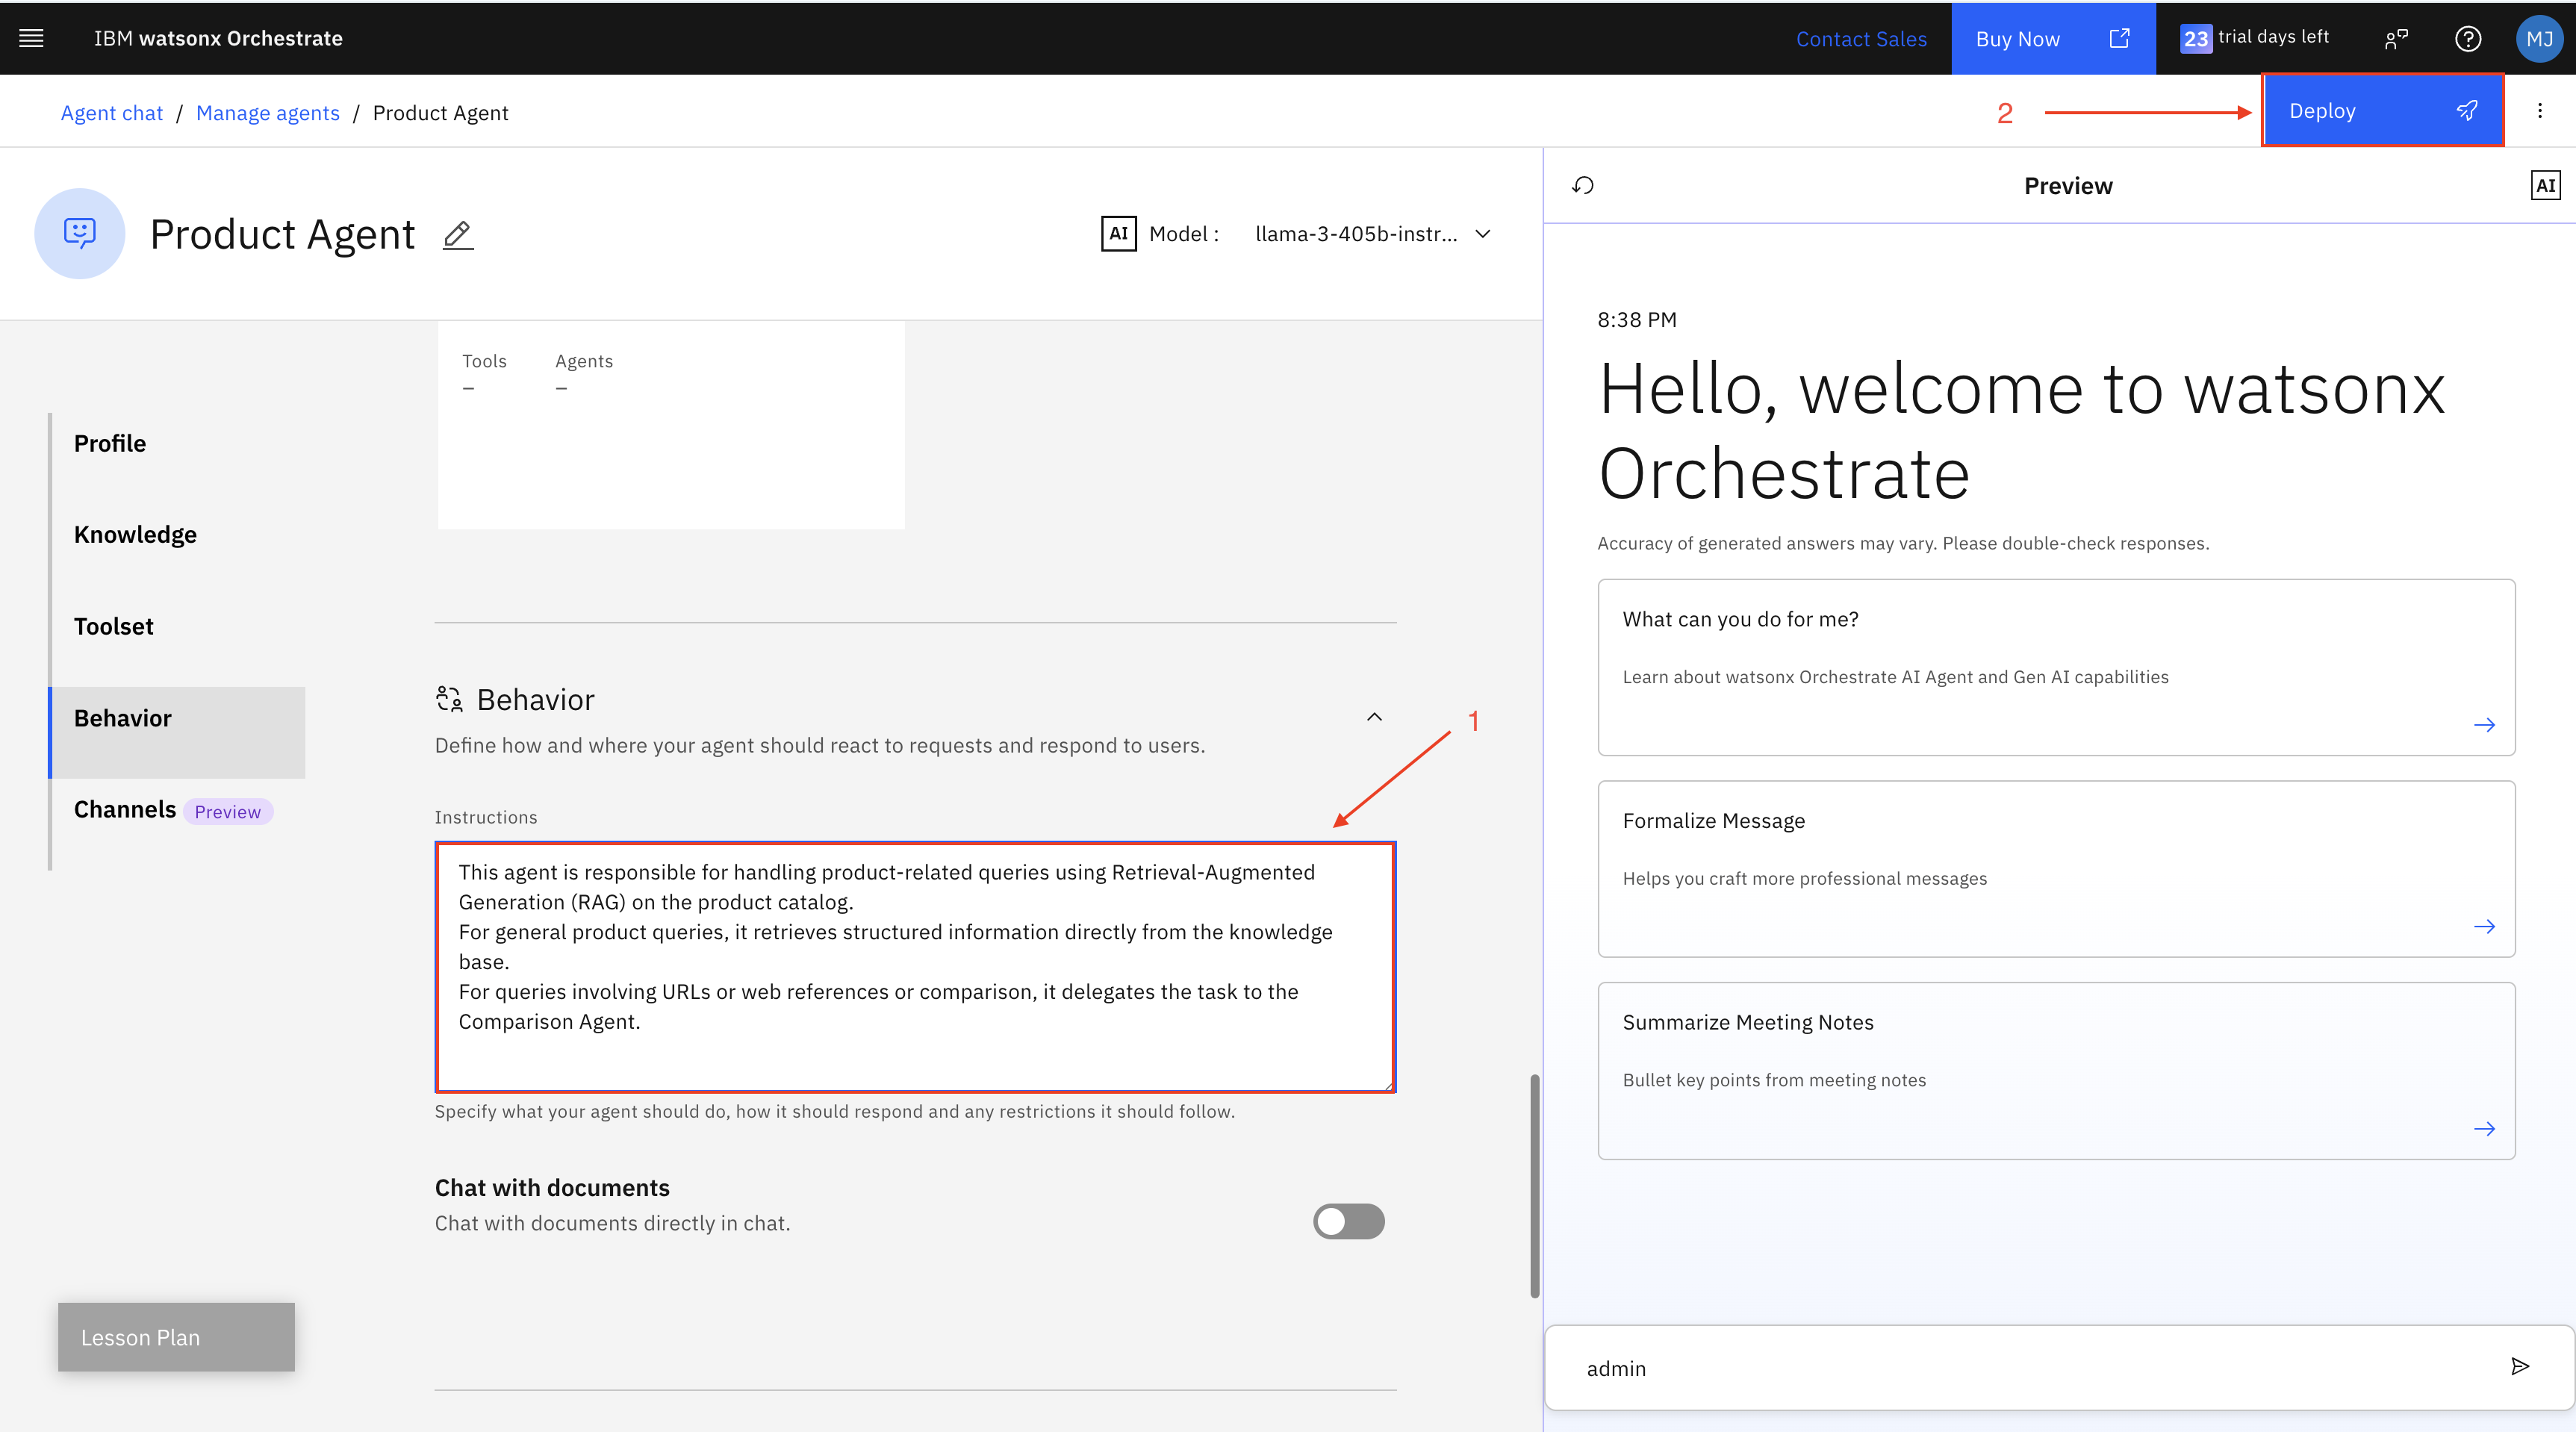 IBM watsonx Orchestrate
Contact Sales
Buy Now
23 trial days left
MJ
Agent chat / Manage agents / Product Agent
2
Deploy
Product Agent
AI Model : llama-3-405b-instr...
Preview
AI
Tools
Agents
–
–
Profile
Knowledge
Toolset
Behavior
Channels Preview
Behavior
Define how and where your agent should react to requests and respond to users.
1
Instructions
This agent is responsible for handling product-related queries using Retrieval-Augmented
Generation (RAG) on the product catalog.
For general product queries, it retrieves structured information directly from the knowledge
base.
For queries involving URLs or web references or comparison, it delegates the task to the
Comparison Agent.
Specify what your agent should do, how it should respond and any restrictions it should follow.
Chat with documents
Chat with documents directly in chat.
Lesson Plan
8:38 PM
Hello, welcome to watsonx
Orchestrate
Accuracy of generated answers may vary. Please double-check responses.
What can you do for me?
Learn about watsonx Orchestrate AI Agent and Gen AI capabilities
Formalize Message
Helps you craft more professional messages
Summarize Meeting Notes
Bullet key points from meeting notes
admin